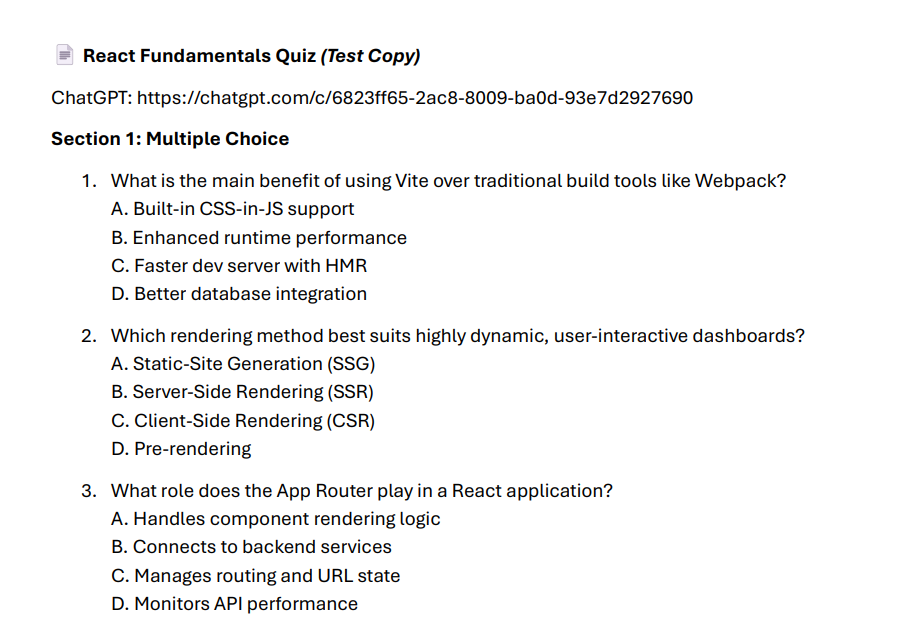 React Fundamentals Quiz (Test Copy)
ChatGPT: https://chatgpt.com/c/6823ff65-2ac8-8009-ba0d-93e7d2927690
Section 1: Multiple Choice
1. What is the main benefit of using Vite over traditional build tools like Webpack?
A. Built-in CSS-in-JS support
B. Enhanced runtime performance
C. Faster dev server with HMR
D. Better database integration
2. Which rendering method best suits highly dynamic, user-interactive dashboards?
A. Static-Site Generation (SSG)
B. Server-Side Rendering (SSR)
C. Client-Side Rendering (CSR)
D. Pre-rendering
3. What role does the App Router play in a React application?
A. Handles component rendering logic
B. Connects to backend services
C. Manages routing and URL state
D. Monitors API performance